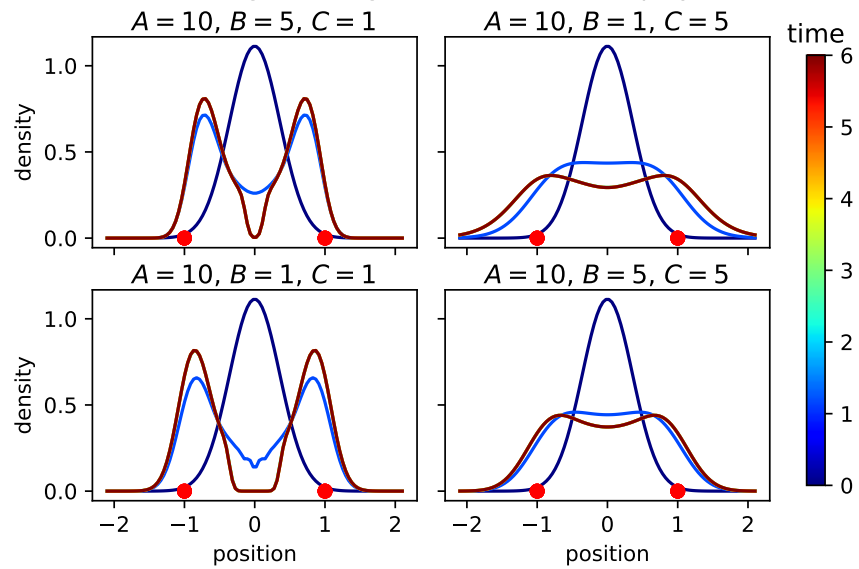 A = 10, B = 5, C = 1
A = 10, B = 1, C = 5
time
density
1.0
0.5
0.0
A = 10, B = 1, C = 1
A = 10, B = 5, C = 5
density
1.0
0.5
0.0
−2 −1 0 1 2
−2 −1 0 1 2
position
position
6
5
4
3
2
1
0